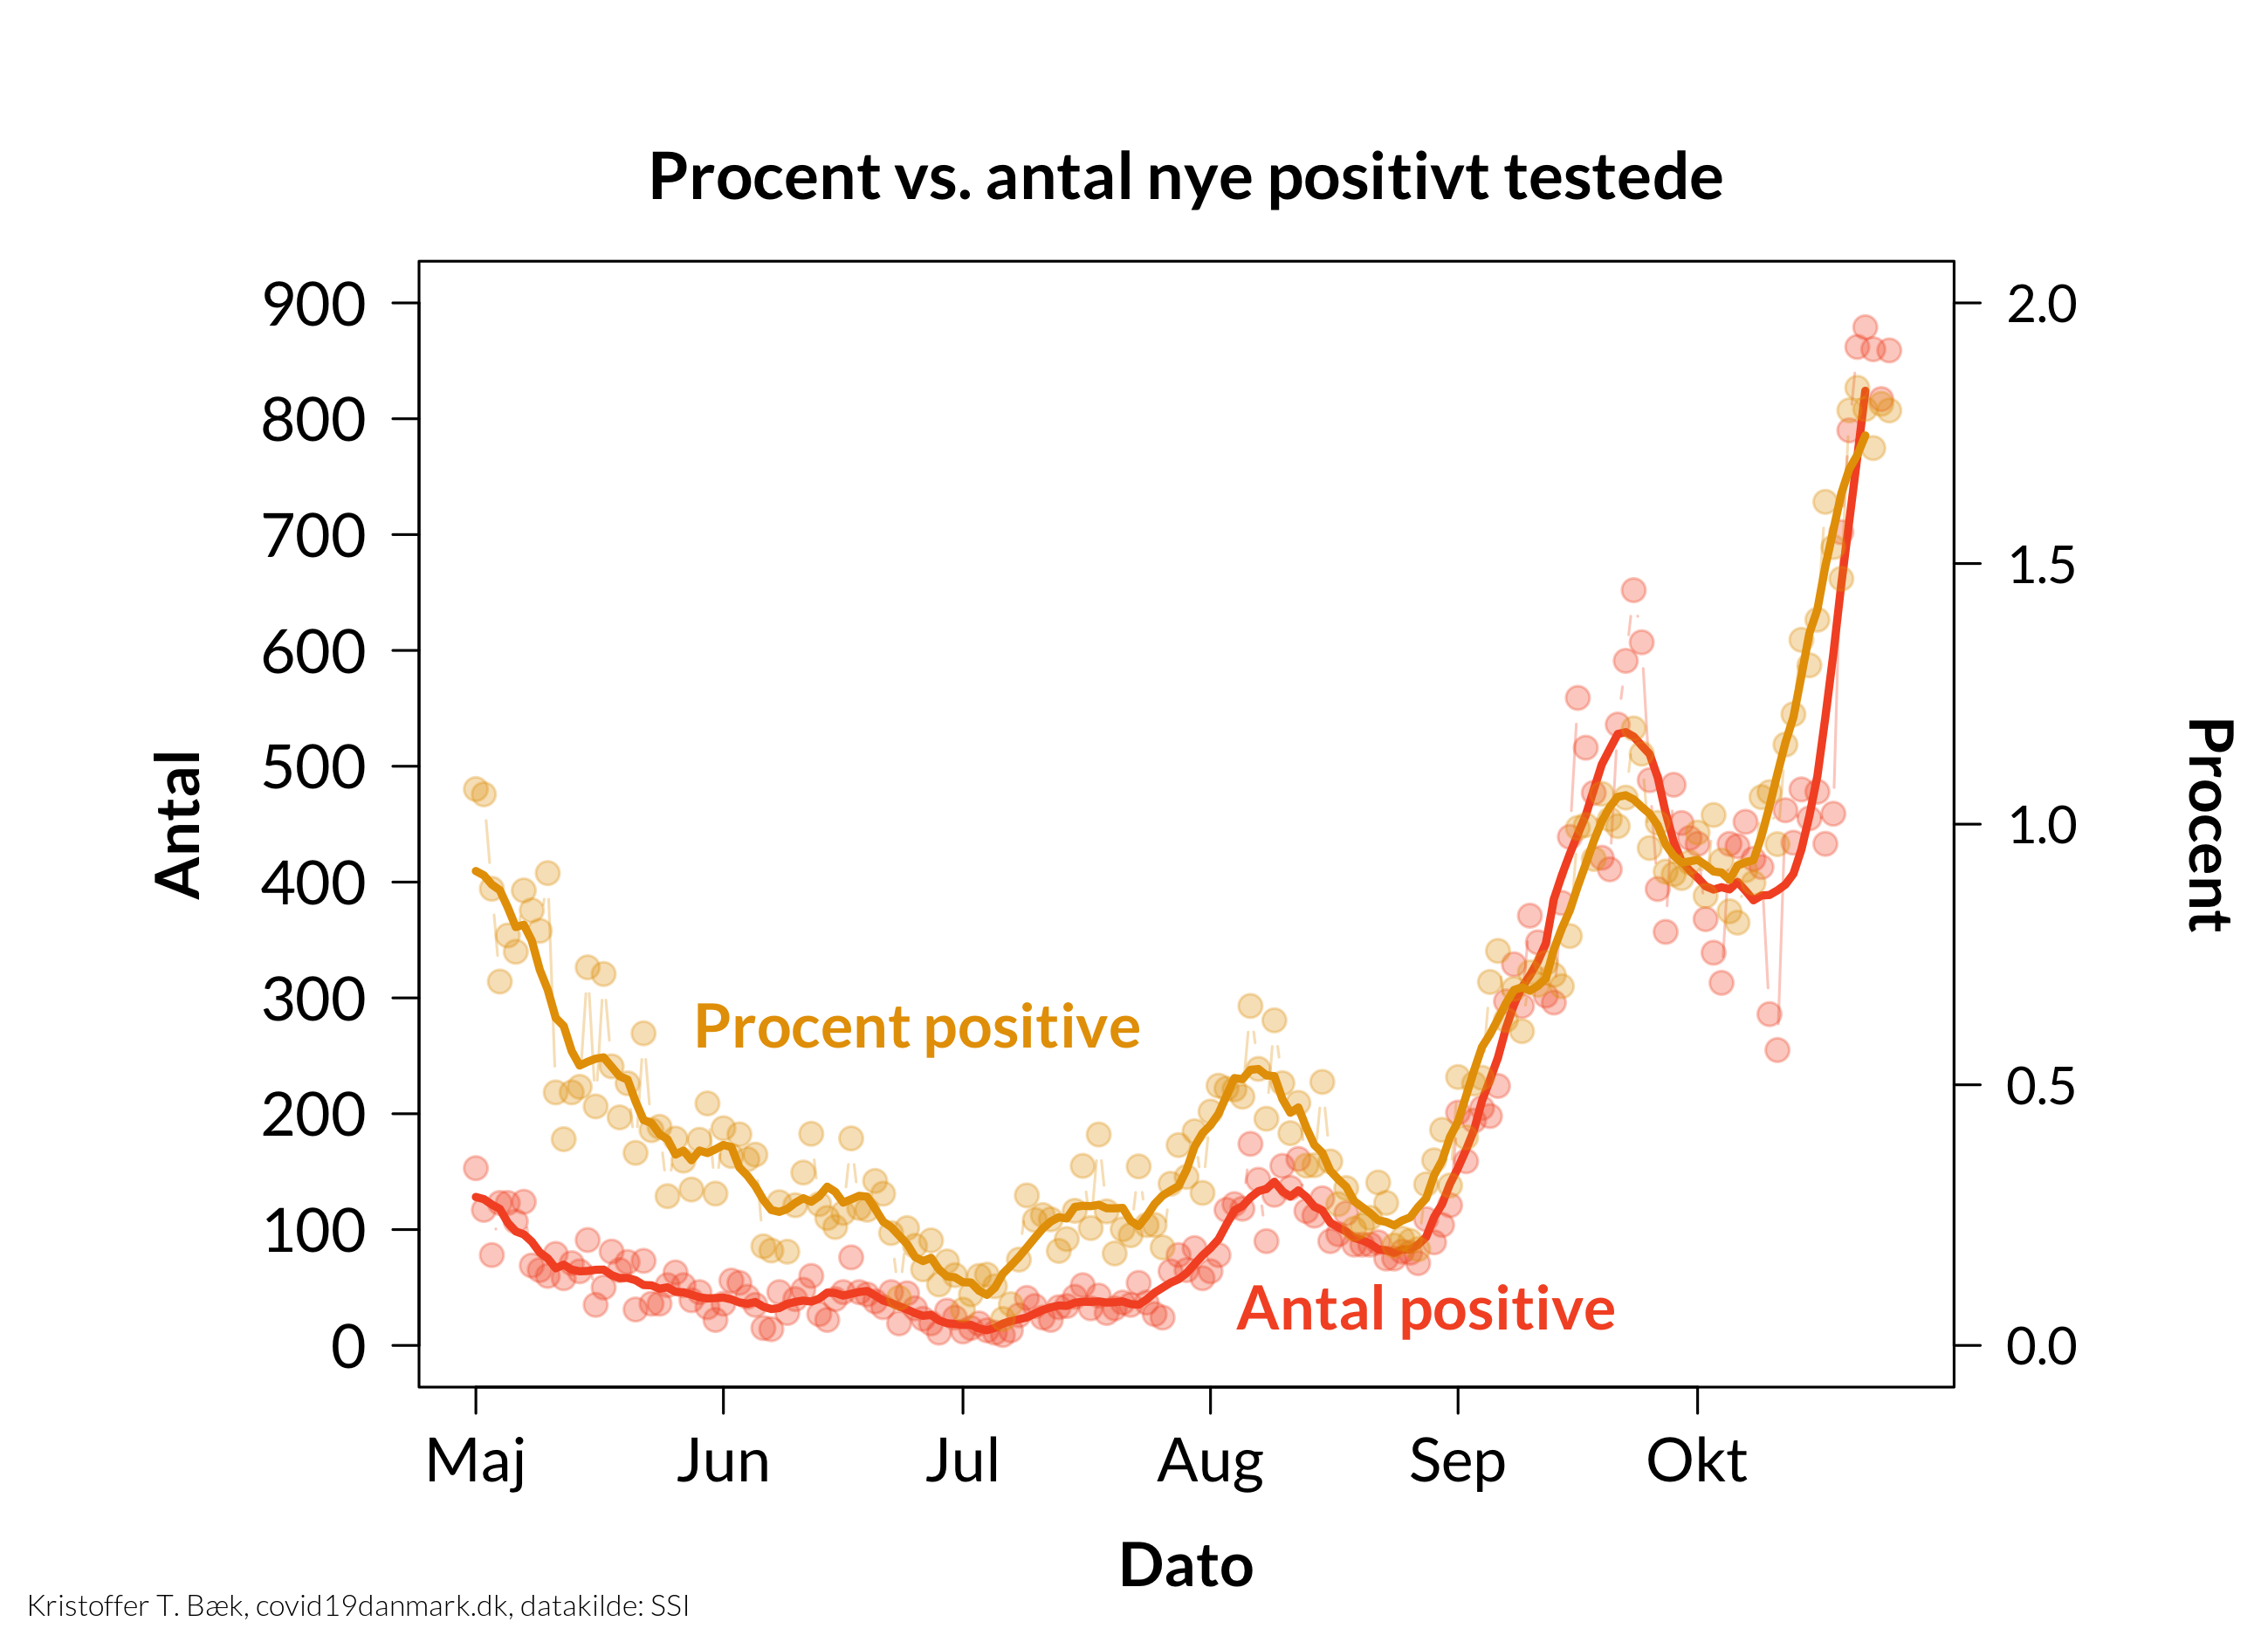 Procent vs. antal nye positivt testede
900
800
700
600
500
400
300
200
100
0
Antal
2.0
1.5
1.0
0.5
0.0
Procent
Procent positive
Antal positive
Maj Jun Jul Aug Sep Okt
Dato
Kristoffer T. Bæk, covid19danmark.dk, datakilde: SSI